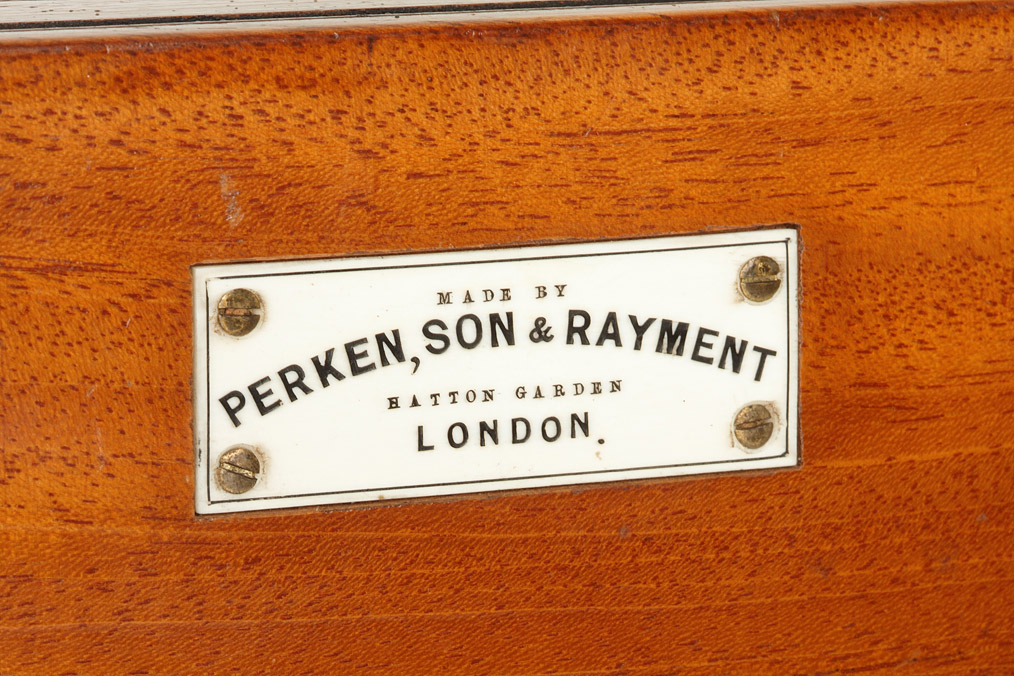 MADE BY
PERKEN, SON & RAYMENT
HATTON GARDEN
LONDON.